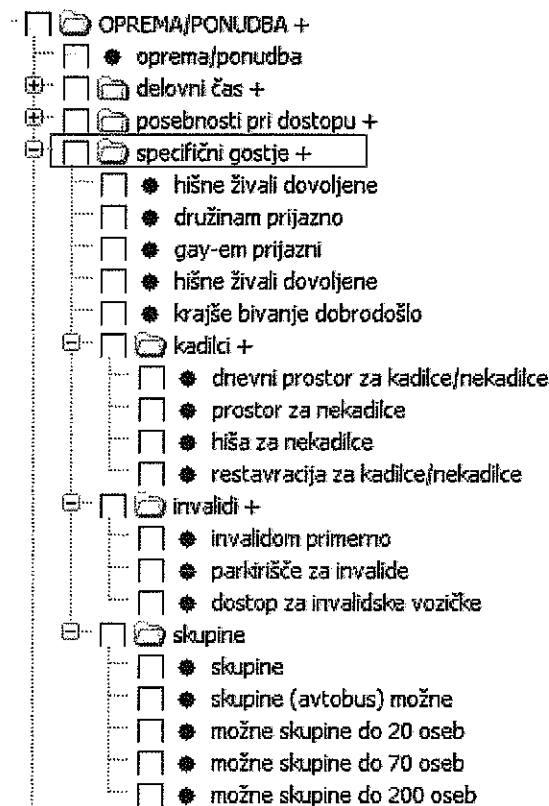 OPREMA/PONUDBA +
oprema/ponudba
delovni čas +
posebnosti pri dostopu +
specifični gostje +
hišne živali dovoljene
družinam prijazno
gay-em prijazni
hišne živali dovoljene
krajše bivanje dobrodošlo
kadilci +
dnevni prostor za kadilce/nekadilce
prostor za nekadilce
hiša za nekadilce
restavracija za kadilce/nekadilce
invalidi +
invalidom primerno
parkirišče za invalide
dostop za invalidske vozičke
skupine
skupine
skupine (avtobus) možne
možne skupine do 20 oseb
možne skupine do 70 oseb
možne skupine do 200 oseb